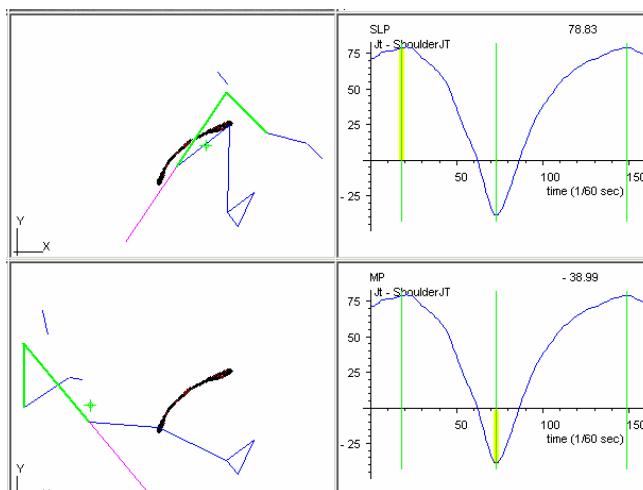 SLP 78.83
Jt - ShoulderJT
75
50
25
- 25
50 100 150
time (1/60 sec)
Y
X
MP - 38.99
Jt - ShoulderJT
75
50
25
- 25
50 100 150
time (1/60 sec)
Y